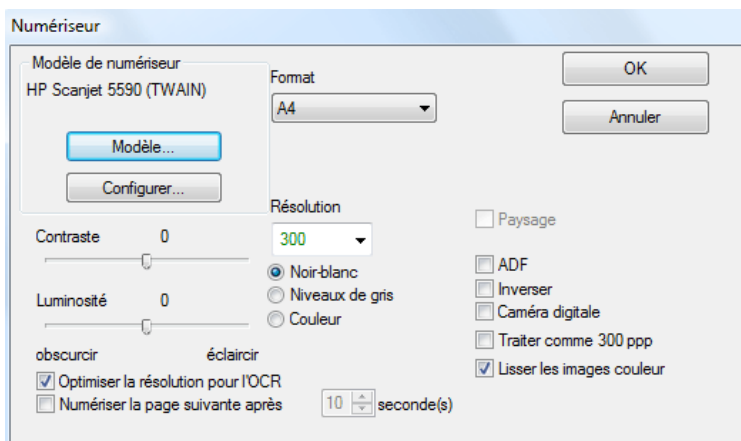 Numériseur
Modèle de numériseur
HP Scanjet 5590 (TWAIN)
Modèle...
Configurer...
Format
A4
OK
Annuler
Résolution
300
Noir-blanc
Niveaux de gris
Couleur
Contraste 0
Luminosité 0
obscurcir éclaircir
Optimiser la résolution pour l'OCR
Numériser la page suivante après 10 seconde(s)
Paysage
ADF
Inverser
Caméra digitale
Traiter comme 300 ppp
Lisser les images couleur